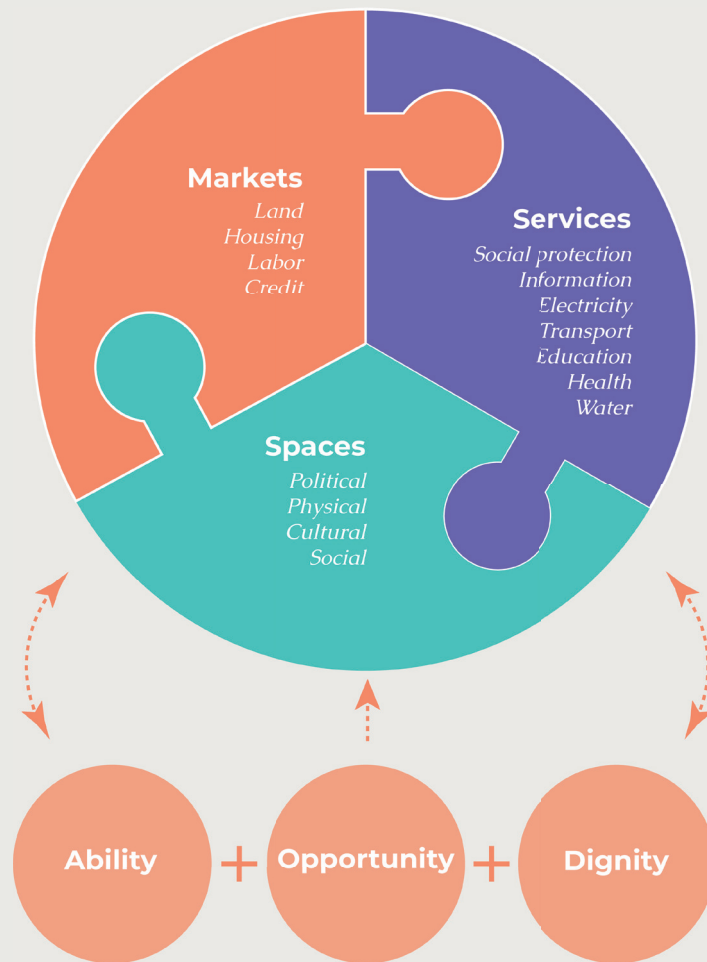 Markets
Land
Housing
Labor
Credit
Services
Social protection
Information
Electricity
Transport
Education
Health
Water
Spaces
Political
Physical
Cultural
Social
Ability + Opportunity + Dignity